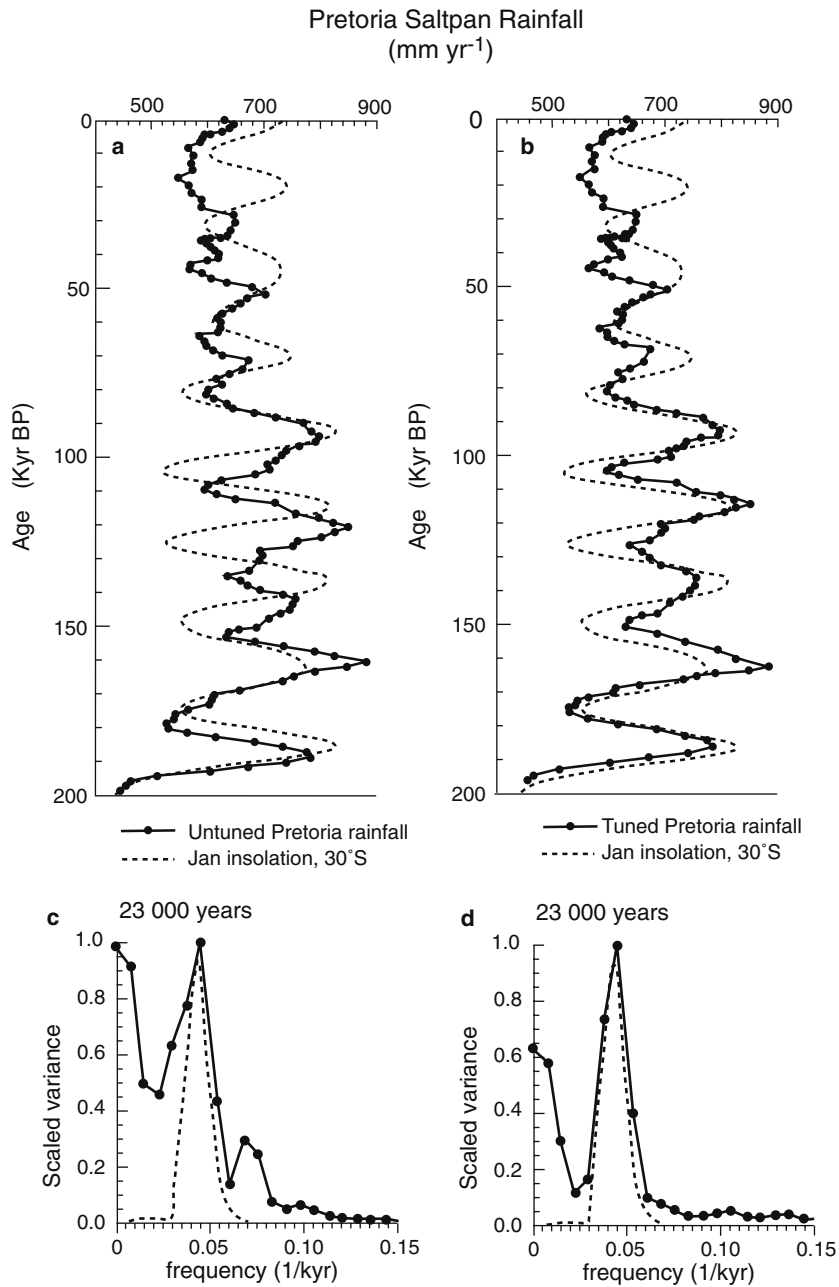 Pretoria Saltpan Rainfall
(mm yr-1)
500 700 900
0
a
50
100
150
200
Age (Kyr BP)
Untuned Pretoria rainfall
Jan insolation, 30˚S
500 700 900
0
b
50
100
150
200
Age (Kyr BP)
Tuned Pretoria rainfall
Jan insolation, 30˚S
c 23 000 years
1.0
0.8
0.6
0.4
0.2
0.0
Scaled variance
0 0.05 0.10 0.15
frequency (1/kyr)
d 23 000 years
1.0
0.8
0.6
0.4
0.2
0.0
Scaled variance
0 0.05 0.10 0.15
frequency (1/kyr)